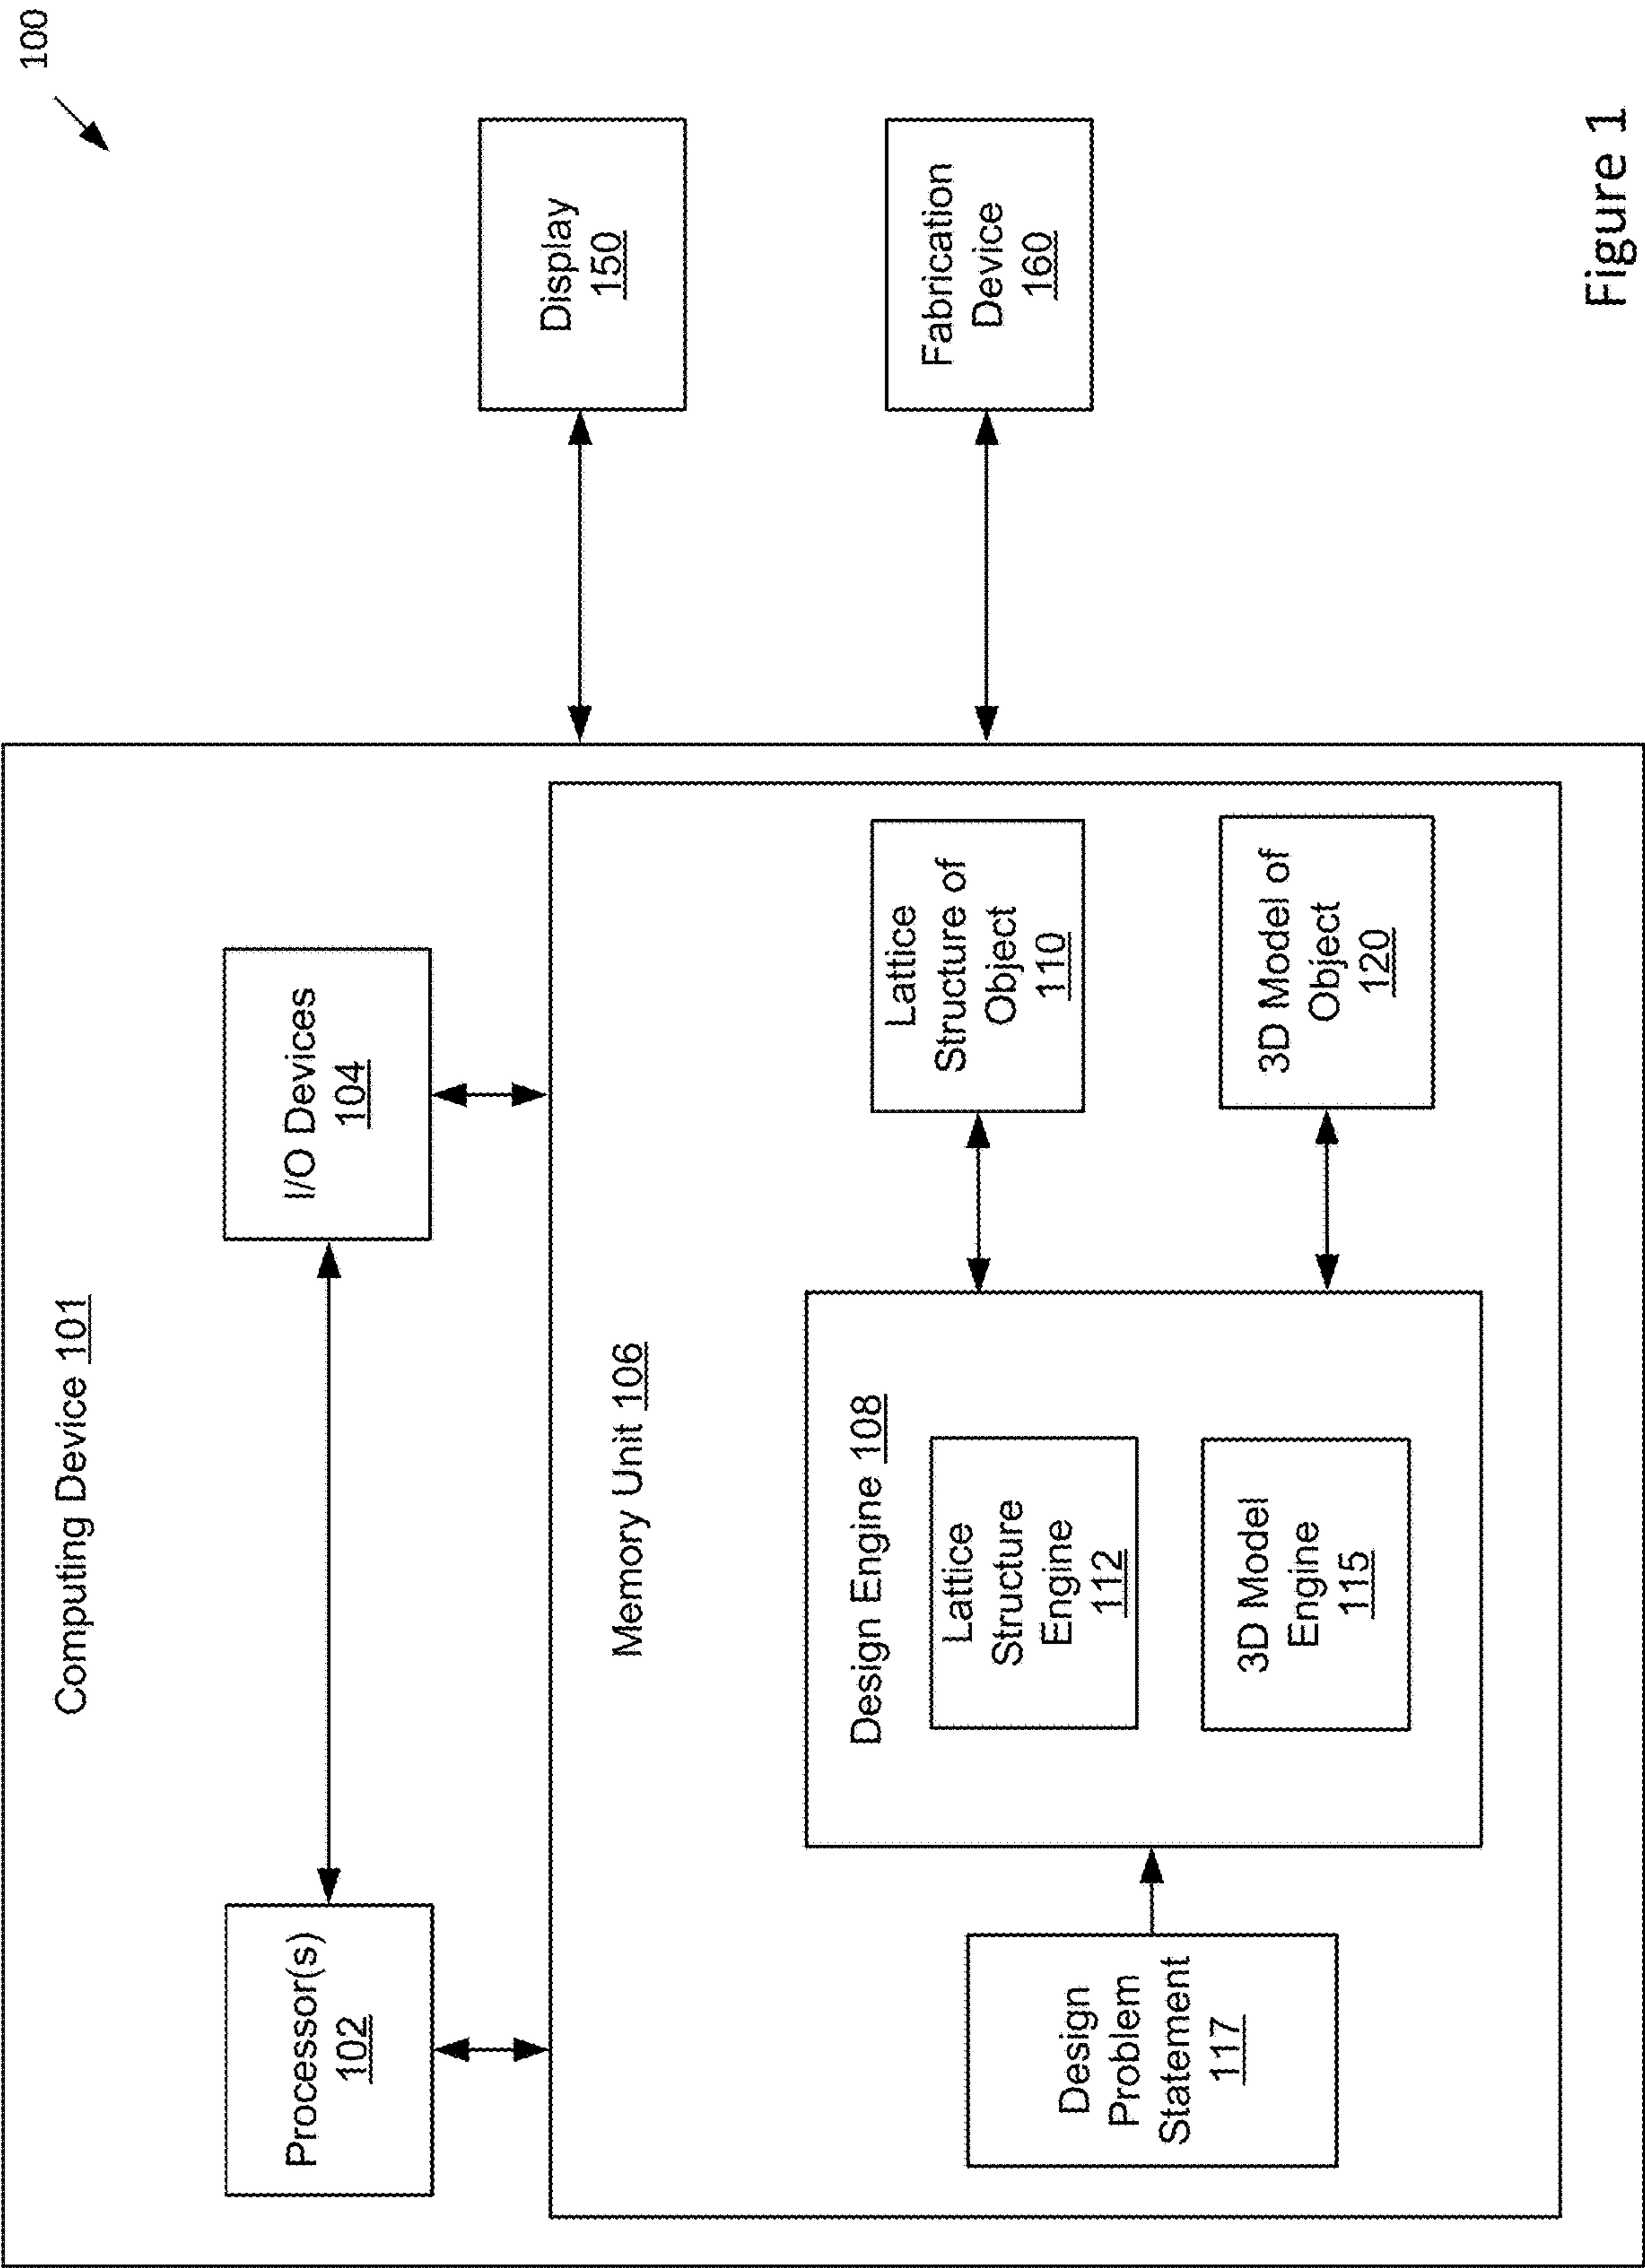 100
Computing Device 101
Processor(s)
102
I/O Devices
104
Display
150
Memory Unit 106
Design
Problem
Statement
117
Design Engine 108
Lattice
Structure
Engine
112
3D Model
Engine
115
Lattice
Structure of
Object
110
3D Model of
Object
120
Fabrication
Device
160
Figure 1